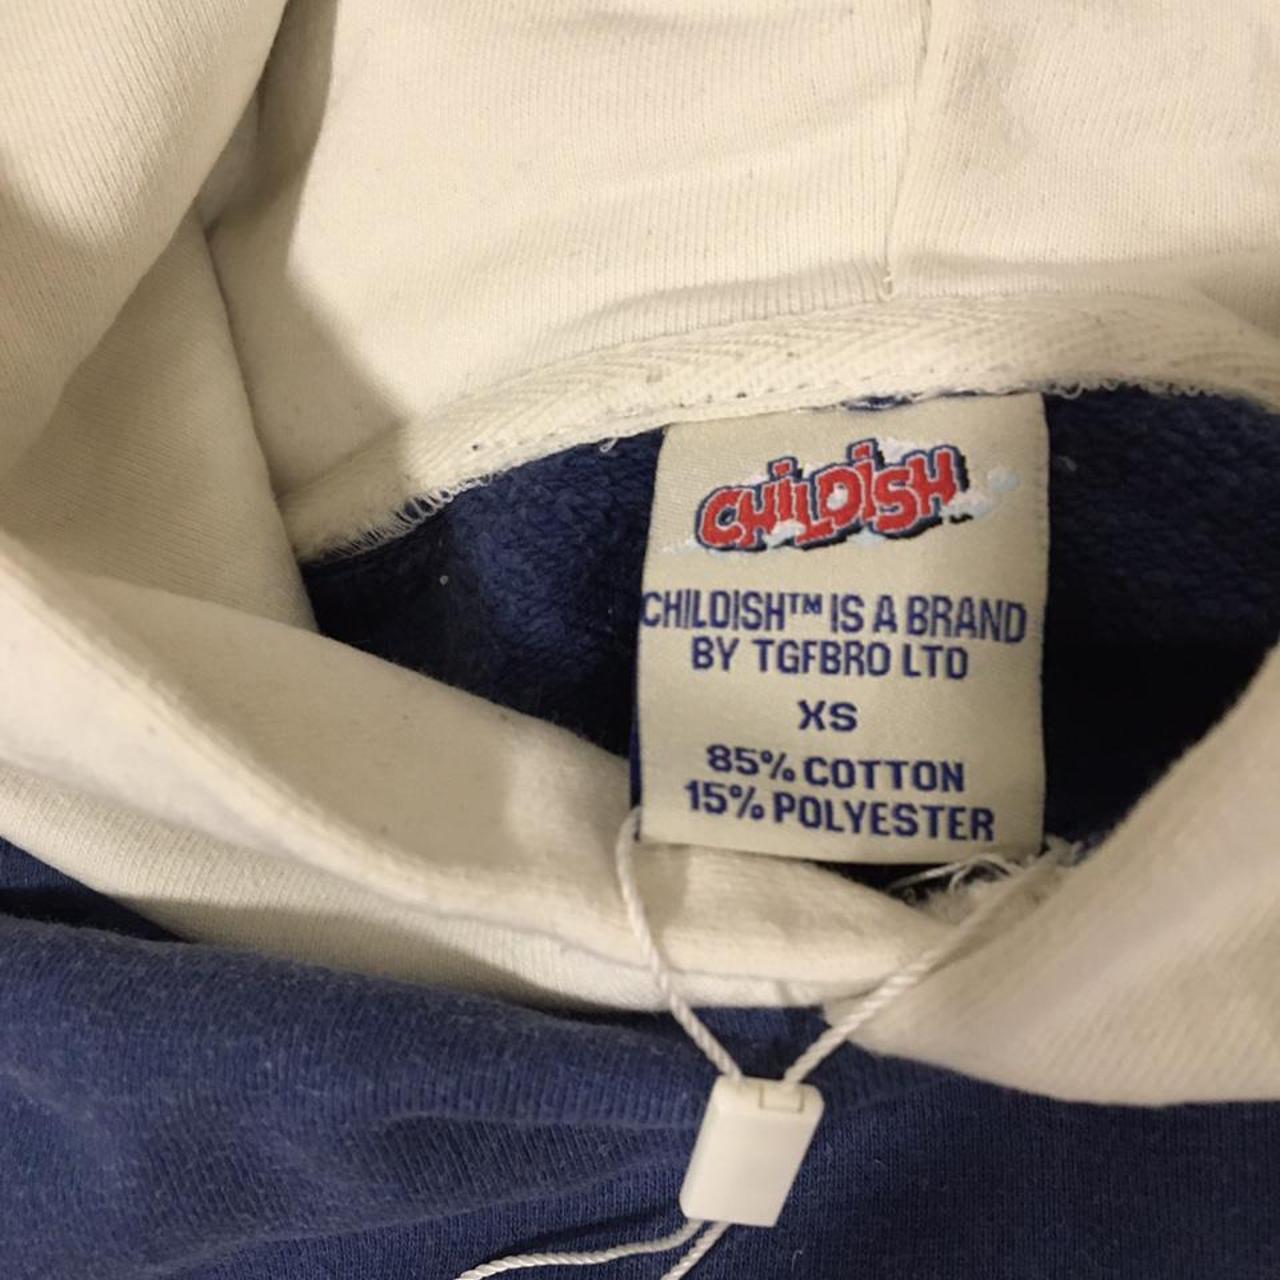 CHILDISH
CHILDISH™ IS A BRAND
BY TGFBRO LTD
XS
85% COTTON
15% POLYESTER